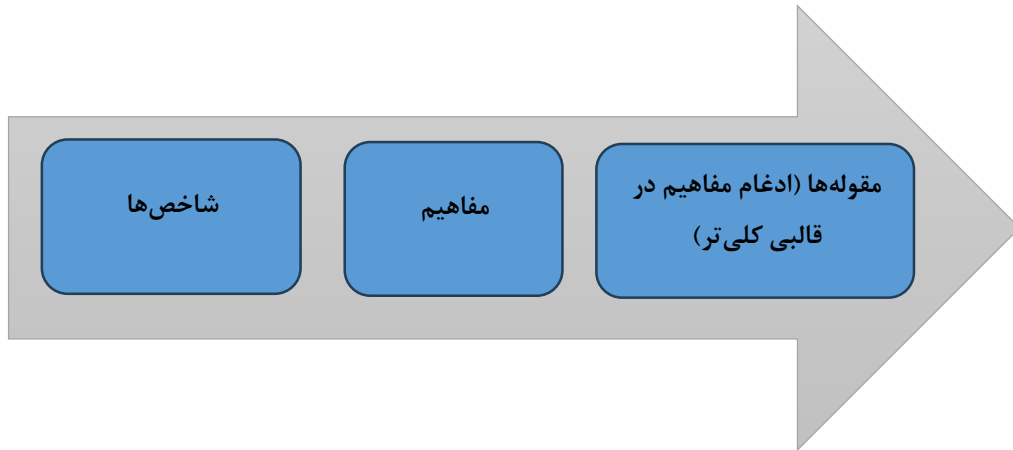 شاخص‌ها
مفاهیم
مقوله‌ها (ادغام مفاهیم در
قالبی کلی‌تر)